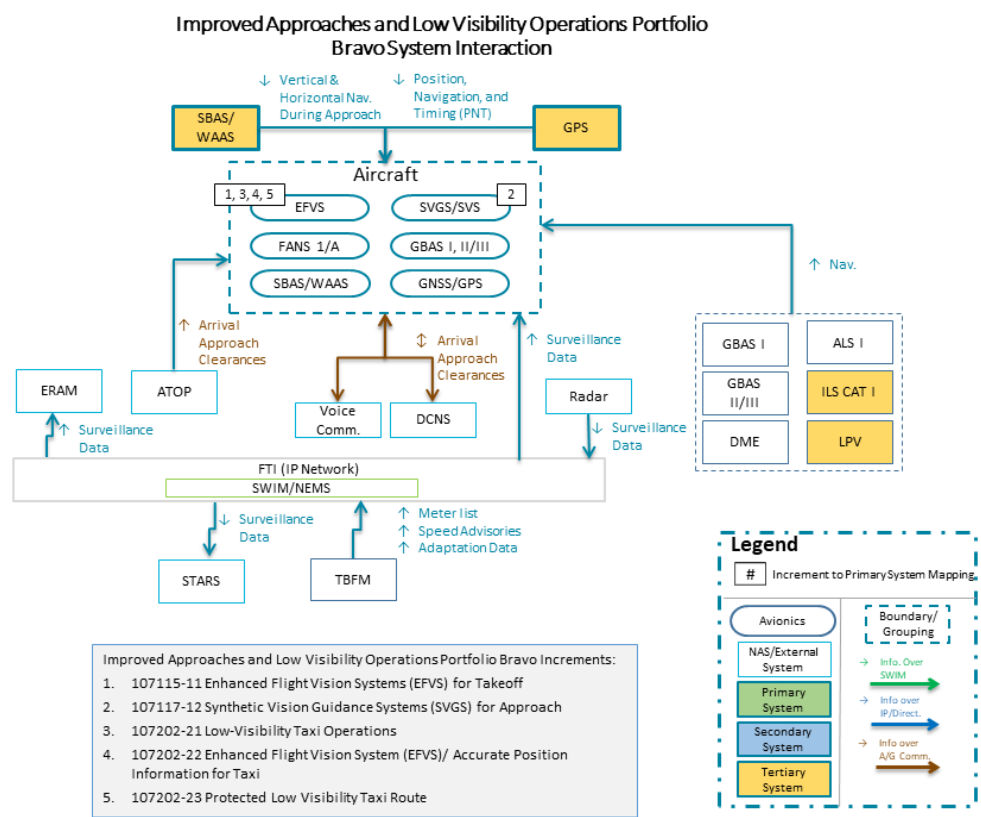 Improved Approaches and Low Visibility Operations Portfolio
Bravo System Interaction
↓ Vertical &
Horizontal Nav.
During Approach
↓ Position,
Navigation, and
Timing (PNT)
SBAS/
WAAS
GPS
Aircraft
1, 3, 4, 5
EFVS
SVGS/SVS
2
FANS 1/A
GBAS I, II/III
SBAS/WAAS
GNSS/GPS
↑ Nav.
↑ Arrival
Approach
Clearances
↕ Arrival
Approach
Clearances
↑ Surveillance
Data
GBAS I
ALS I
GBAS
II/III
ILS CAT I
DME
LPV
ERAM
ATOP
Voice
Comm.
DCNS
Radar
↑ Surveillance
Data
↓ Surveillance
Data
FTI (IP Network)
SWIM/NEMS
↓ Surveillance
Data
↑ Meter list
↑ Speed Advisories
↑ Adaptation Data
STARS
TBFM
Legend
# Increment to Primary System Mapping
Avionics
Boundary/
Grouping
NAS/External
System
→ Info. Over
SWIM
Primary
System
→ Info over
IP/Direct.
Secondary
System
→ Info over
A/G Comm.
Tertiary
System
Improved Approaches and Low Visibility Operations Portfolio Bravo Increments:
1. 107115-11 Enhanced Flight Vision Systems (EFVS) for Takeoff
2. 107117-12 Synthetic Vision Guidance Systems (SVGS) for Approach
3. 107202-21 Low-Visibility Taxi Operations
4. 107202-22 Enhanced Flight Vision System (EFVS)/ Accurate Position
Information for Taxi
5. 107202-23 Protected Low Visibility Taxi Route